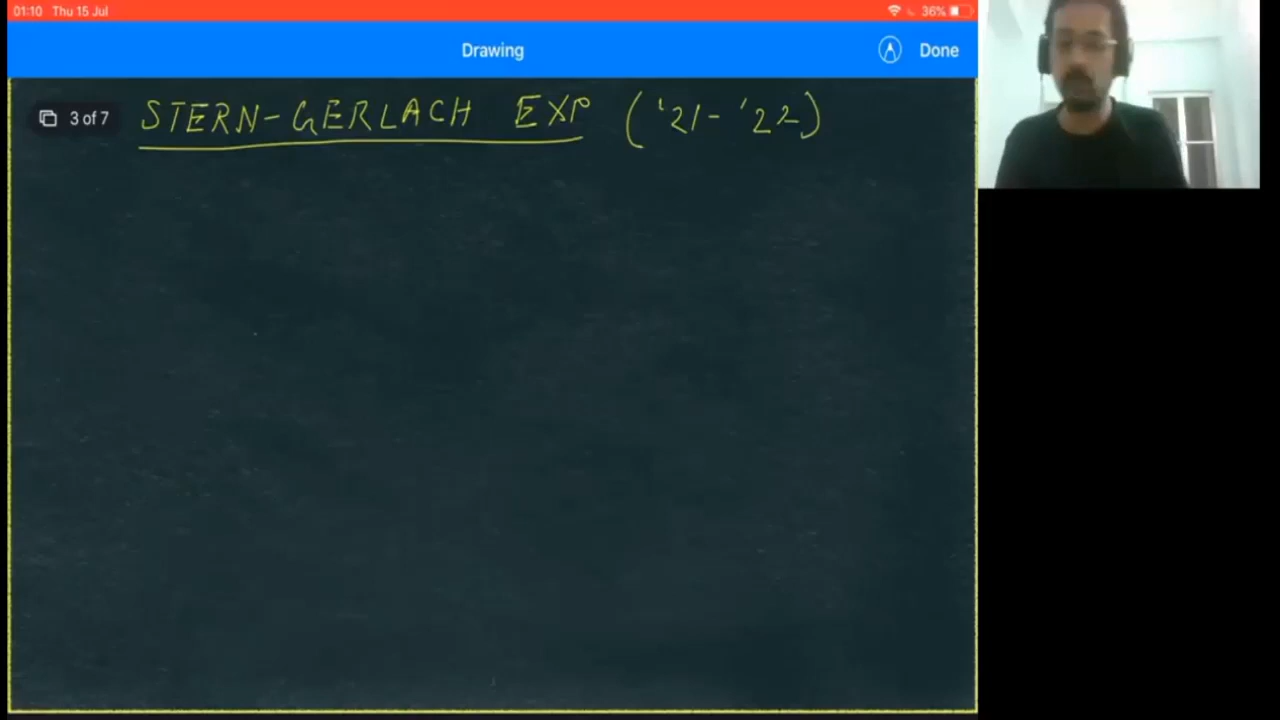 01:10 Thu 15 Jul 36%
Drawing Done
3 of 7 STERN-GERLACH EXP ('21-'22)